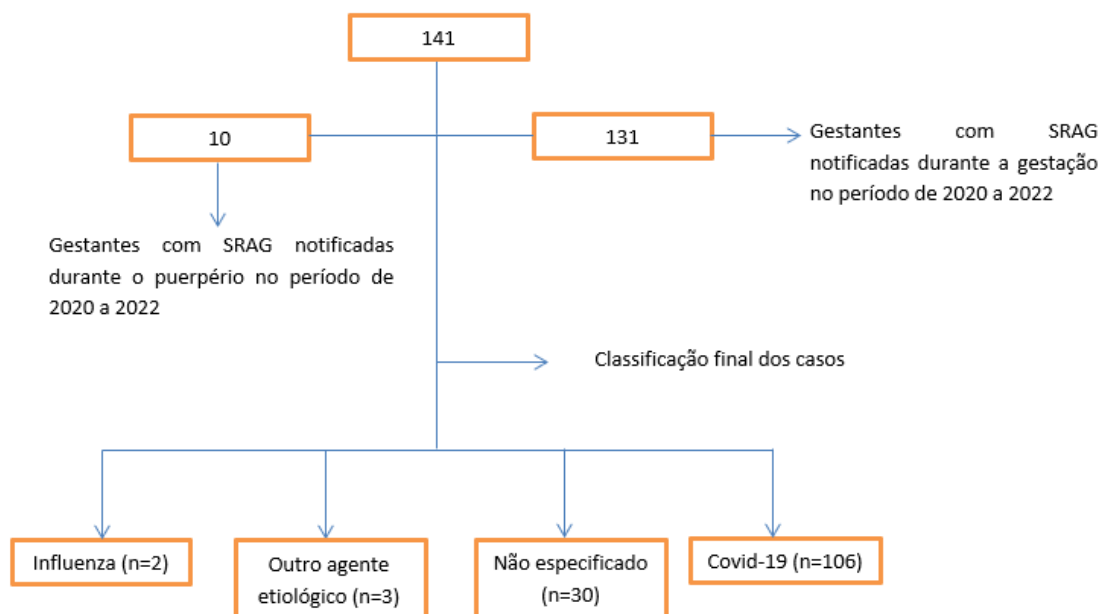 141
10
131
Gestantes com SRAG
notificadas durante a gestação
no período de 2020 a 2022
Gestantes com SRAG notificadas
durante o puerpério no período de
2020 a 2022
Classificação final dos casos
Influenza (n=2)
Outro agente
etiológico (n=3)
Não especificado
(n=30)
Covid-19 (n=106)